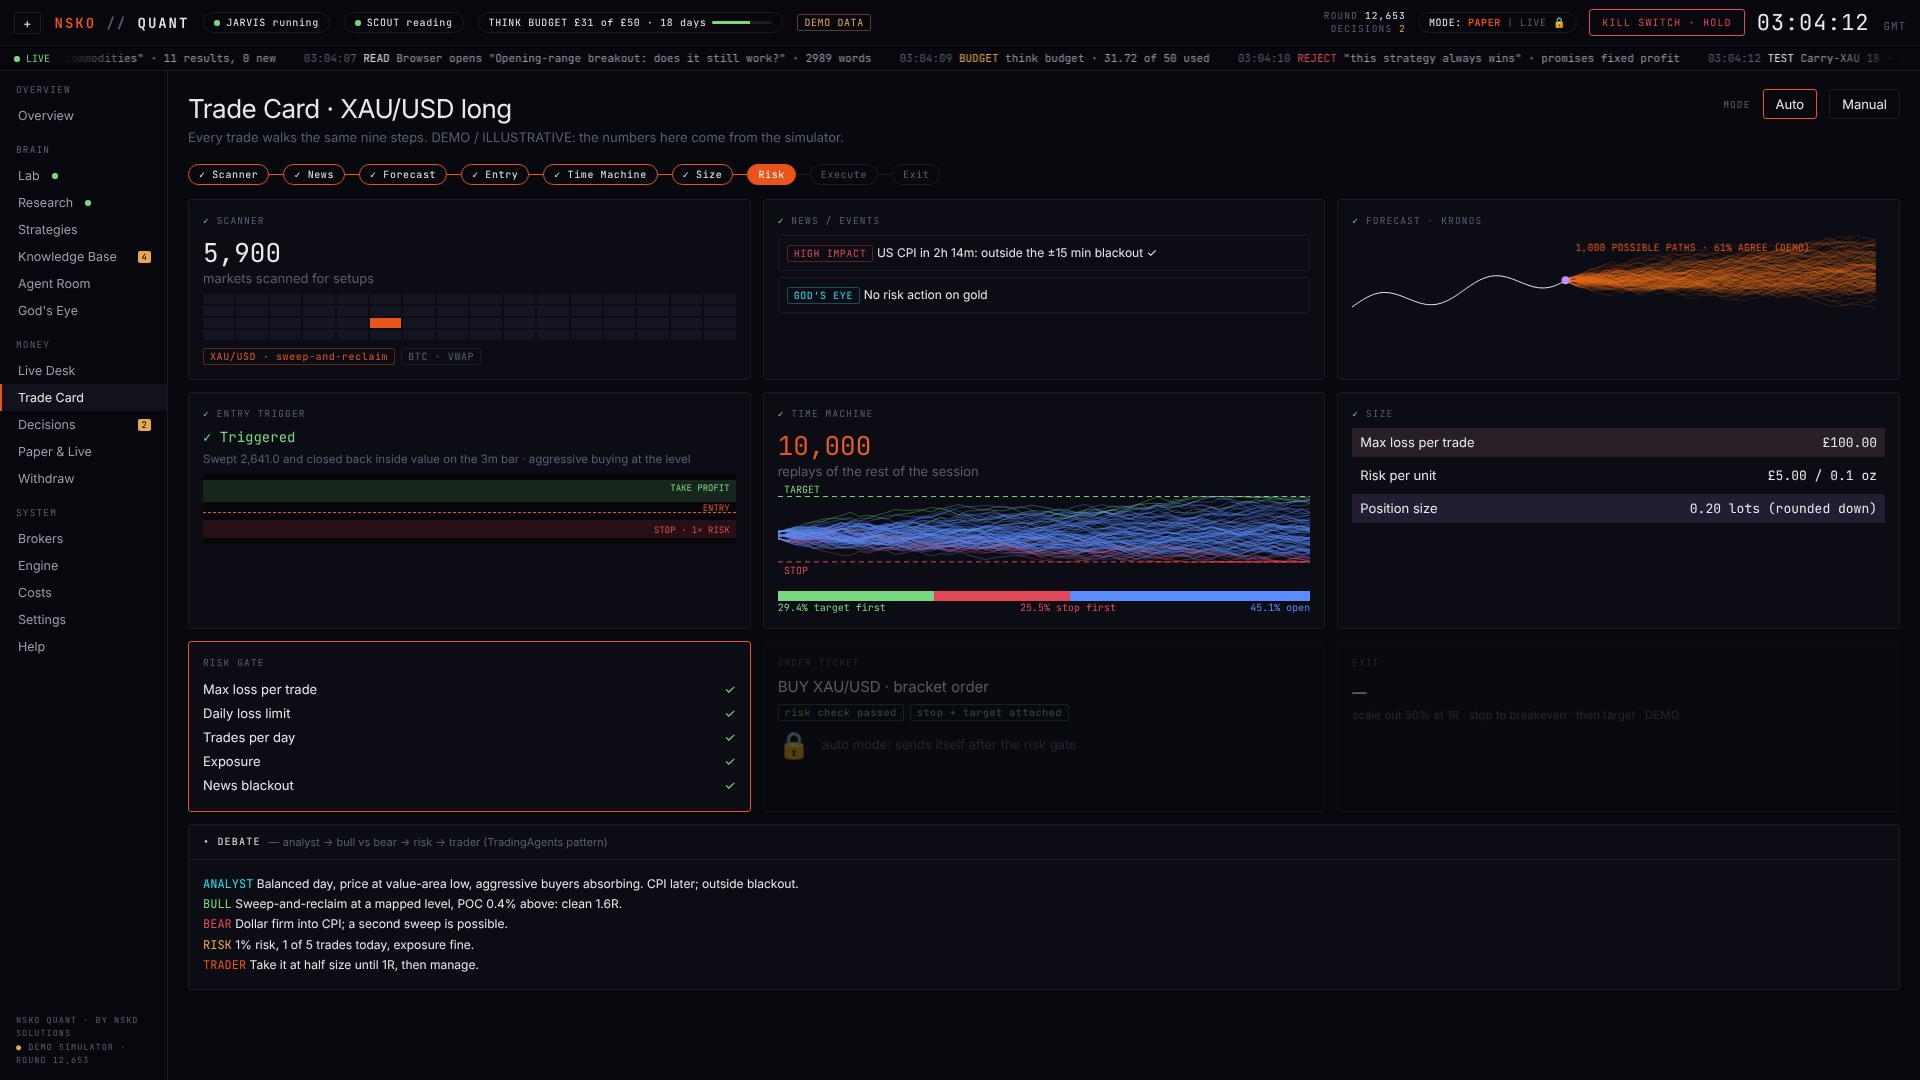 + NSKO // QUANT JARVIS running SCOUT reading THINK BUDGET £31 of £50 · 18 days DEMO DATA ROUND 12,653 DECISIONS 2 MODE: PAPER | LIVE 🔒 KILL SWITCH · HOLD 03:04:12 GMT
LIVE ommodities" · 11 results, 0 new 03:04:07 READ Browser opens "Opening-range breakout: does it still work?" · 2989 words 03:04:09 BUDGET think budget · 31.72 of 50 used 03:04:10 REJECT "this strategy always wins" · promises fixed profit 03:04:12 TEST Carry-XAU 18 ·
OVERVIEW
Overview
BRAIN
Lab
Research
Strategies
Knowledge Base 4
Agent Room
God's Eye
MONEY
Live Desk
Trade Card
Decisions 2
Paper & Live
Withdraw
SYSTEM
Brokers
Engine
Costs
Settings
Help
NSKO QUANT · BY NSKO
SOLUTIONS
DEMO SIMULATOR ·
ROUND 12,653
Trade Card · XAU/USD long
Every trade walks the same nine steps. DEMO / ILLUSTRATIVE: the numbers here come from the simulator.
MODE Auto Manual
✓ Scanner ✓ News ✓ Forecast ✓ Entry ✓ Time Machine ✓ Size Risk Execute Exit
✓ SCANNER
5,900
markets scanned for setups
XAU/USD · sweep-and-reclaim BTC · VWAP
✓ NEWS / EVENTS
HIGH IMPACT US CPI in 2h 14m: outside the ±15 min blackout ✓
GOD'S EYE No risk action on gold
✓ FORECAST · KRONOS
1,000 POSSIBLE PATHS · 61% AGREE (DEMO)
✓ ENTRY TRIGGER
✓ Triggered
Swept 2,641.0 and closed back inside value on the 3m bar · aggressive buying at the level
TAKE PROFIT
ENTRY
STOP · 1× RISK
✓ TIME MACHINE
10,000
replays of the rest of the session
TARGET
STOP
29.4% target first 25.5% stop first 45.1% open
✓ SIZE
Max loss per trade £100.00
Risk per unit £5.00 / 0.1 oz
Position size 0.20 lots (rounded down)
RISK GATE
Max loss per trade ✓
Daily loss limit ✓
Trades per day ✓
Exposure ✓
News blackout ✓
ORDER TICKET
BUY XAU/USD · bracket order
risk check passed stop + target attached
🔒 auto mode: sends itself after the risk gate
EXIT
—
scale out 50% at 1R · stop to breakeven · then target · DEMO
• DEBATE — analyst → bull vs bear → risk → trader (TradingAgents pattern)
ANALYST Balanced day, price at value-area low, aggressive buyers absorbing. CPI later; outside blackout.
BULL Sweep-and-reclaim at a mapped level, POC 0.4% above: clean 1.6R.
BEAR Dollar firm into CPI; a second sweep is possible.
RISK 1% risk, 1 of 5 trades today, exposure fine.
TRADER Take it at half size until 1R, then manage.